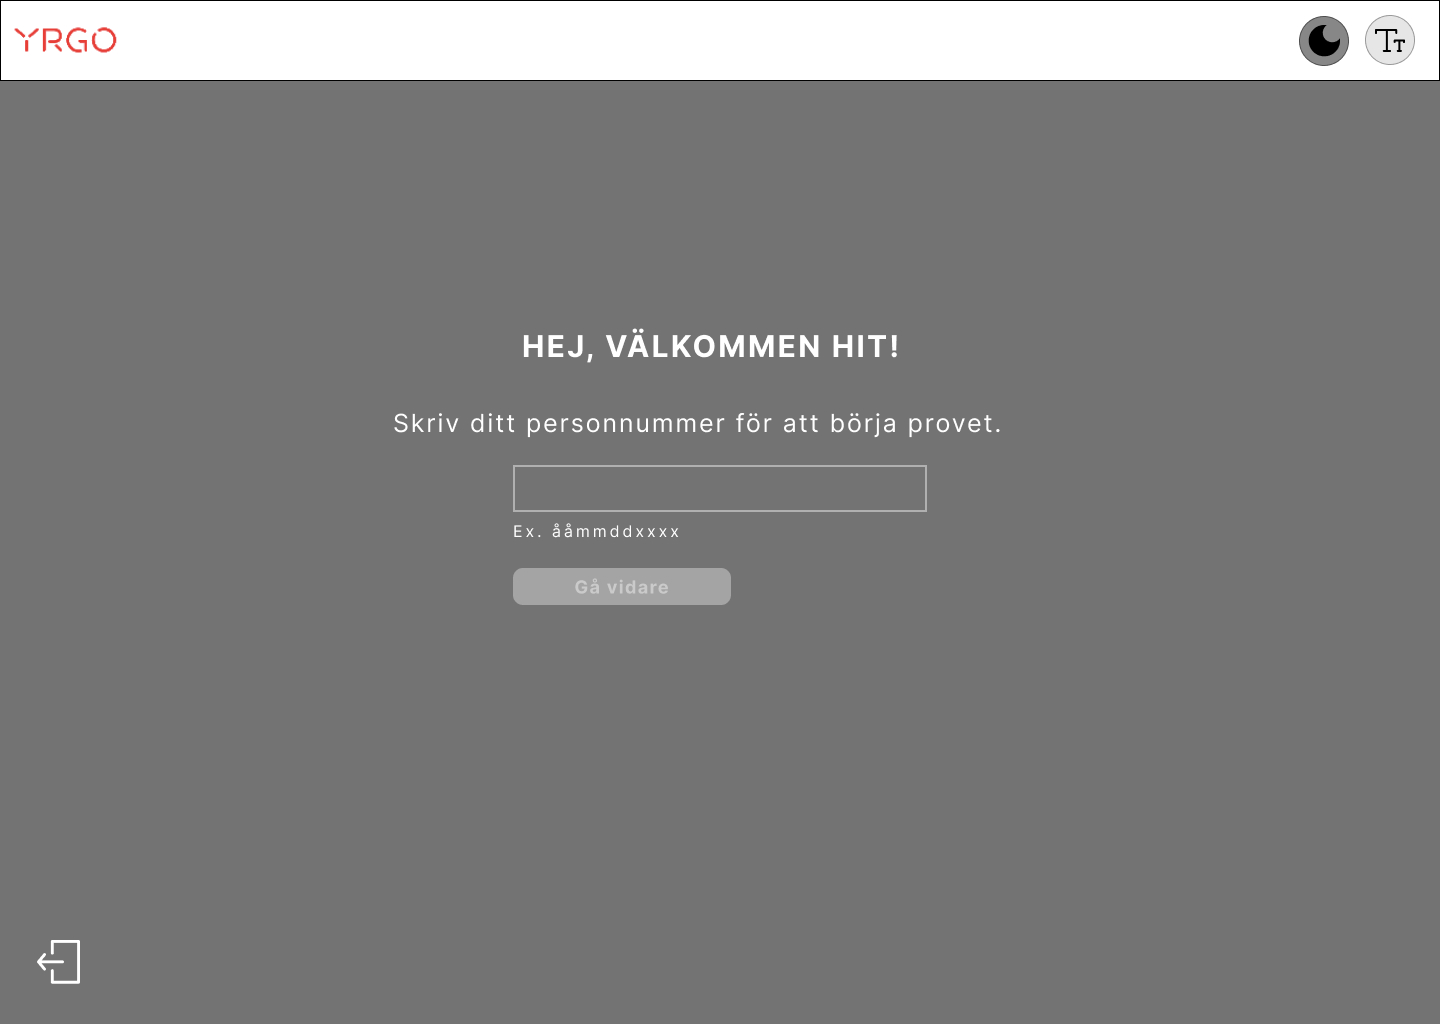 YRGO
TT
HEJ, VÄLKOMMEN HIT!
Skriv ditt personnummer för att börja provet.
Ex. ååmmddxxxx
Gå vidare